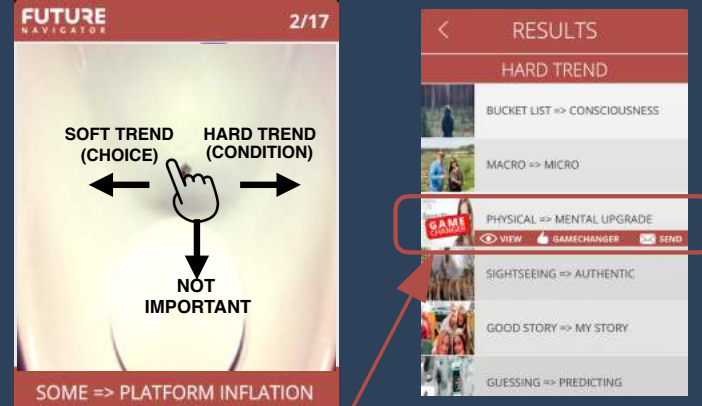 FUTURE
NAVIGATOR
2/17
SOFT TREND
(CHOICE)
HARD TREND
(CONDITION)
NOT
IMPORTANT
SOME => PLATFORM INFLATION
<
RESULTS
HARD TREND
BUCKET LIST => CONSCIOUSNESS
MACRO => MICRO
GAME
CHANGER
PHYSICAL => MENTAL UPGRADE
VIEW GAMECHANGER SEND
SIGHTSEEING => AUTHENTIC
GOOD STORY => MY STORY
GUESSING => PREDICTING